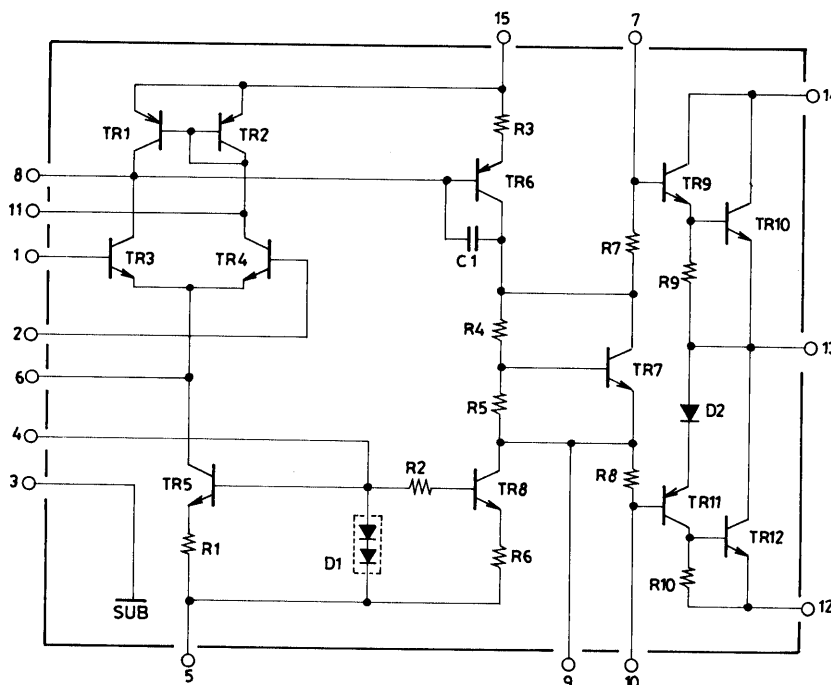 15 7
14
TR1 TR2 R3
8 TR6 TR9
11 TR10
1 TR3 TR4 C1 R7 R9
2 R4
13
6 TR7
R5 D2
4
TR5 R2 TR8 R8 TR11
3 TR12
R1 D1 R6 R10
SUB 12
5 9 10